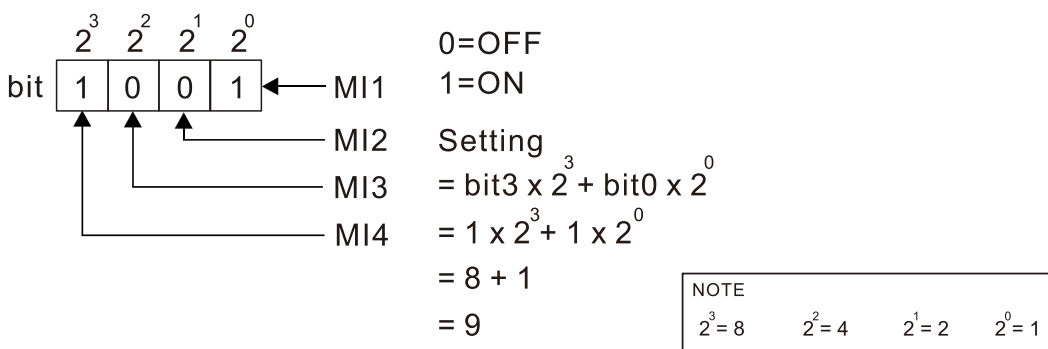 2³ 2² 2¹ 2⁰
bit 1 0 0 1 MI1
MI2
MI3
MI4
0=OFF
1=ON
Setting
= bit3 x 2³ + bit0 x 2⁰
= 1 x 2³ + 1 x 2⁰
= 8 + 1
= 9
NOTE
2³ = 8 2² = 4 2¹ = 2 2⁰ = 1